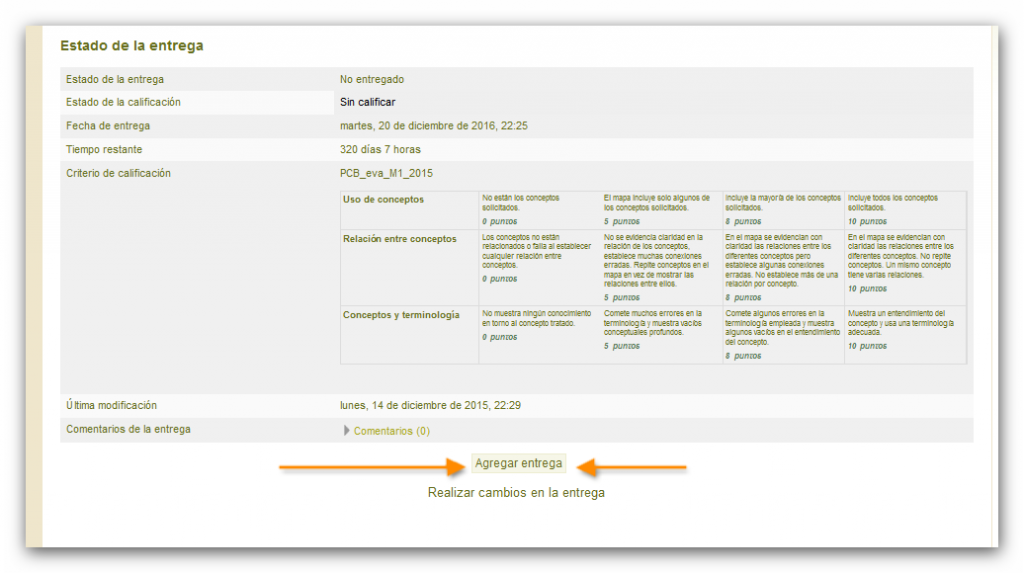 Estado de la entrega
Estado de la entrega
No entregado
Estado de la calificación
Sin calificar
Fecha de entrega
martes, 20 de diciembre de 2016, 22:25
Tiempo restante
320 días 7 horas
Criterio de calificación
PCB_eva_M1_2015
Uso de conceptos
No están los conceptos
solicitados.
0 puntos
El mapa incluye solo algunos de
los conceptos solicitados.
5 puntos
Incluye la mayoría de los conceptos
solicitados.
8 puntos
Incluye todos los conceptos
solicitados.
10 puntos
Relación entre conceptos
Los conceptos no están
relacionados o falla al establecer
cualquier relación entre
conceptos.
0 puntos
No se evidencia claridad en la
relación de los conceptos,
establece muchas conexiones
erradas. Repite conceptos en el
mapa en vez de mostrar las
relaciones entre ellos.
5 puntos
En el mapa se evidencian con
claridad las relaciones entre los
diferentes conceptos pero
establece algunas conexiones
erradas. No establece más de una
relación por concepto.
8 puntos
En el mapa se evidencian con
claridad las relaciones entre los
diferentes conceptos. No repite
conceptos. Un mismo concepto
tiene varias relaciones.
10 puntos
Conceptos y terminología
No muestra ningún conocimiento
en torno al concepto tratado.
0 puntos
Comete muchos errores en la
terminología y muestra vacíos
conceptuales profundos.
5 puntos
Comete algunos errores en la
terminología empleada y muestra
algunos vacíos en el entendimiento
del concepto.
8 puntos
Muestra un entendimiento del
concepto y usa una terminología
adecuada.
10 puntos
Última modificación
lunes, 14 de diciembre de 2015, 22:29
Comentarios de la entrega
Comentarios (0)
Agregar entrega
Realizar cambios en la entrega